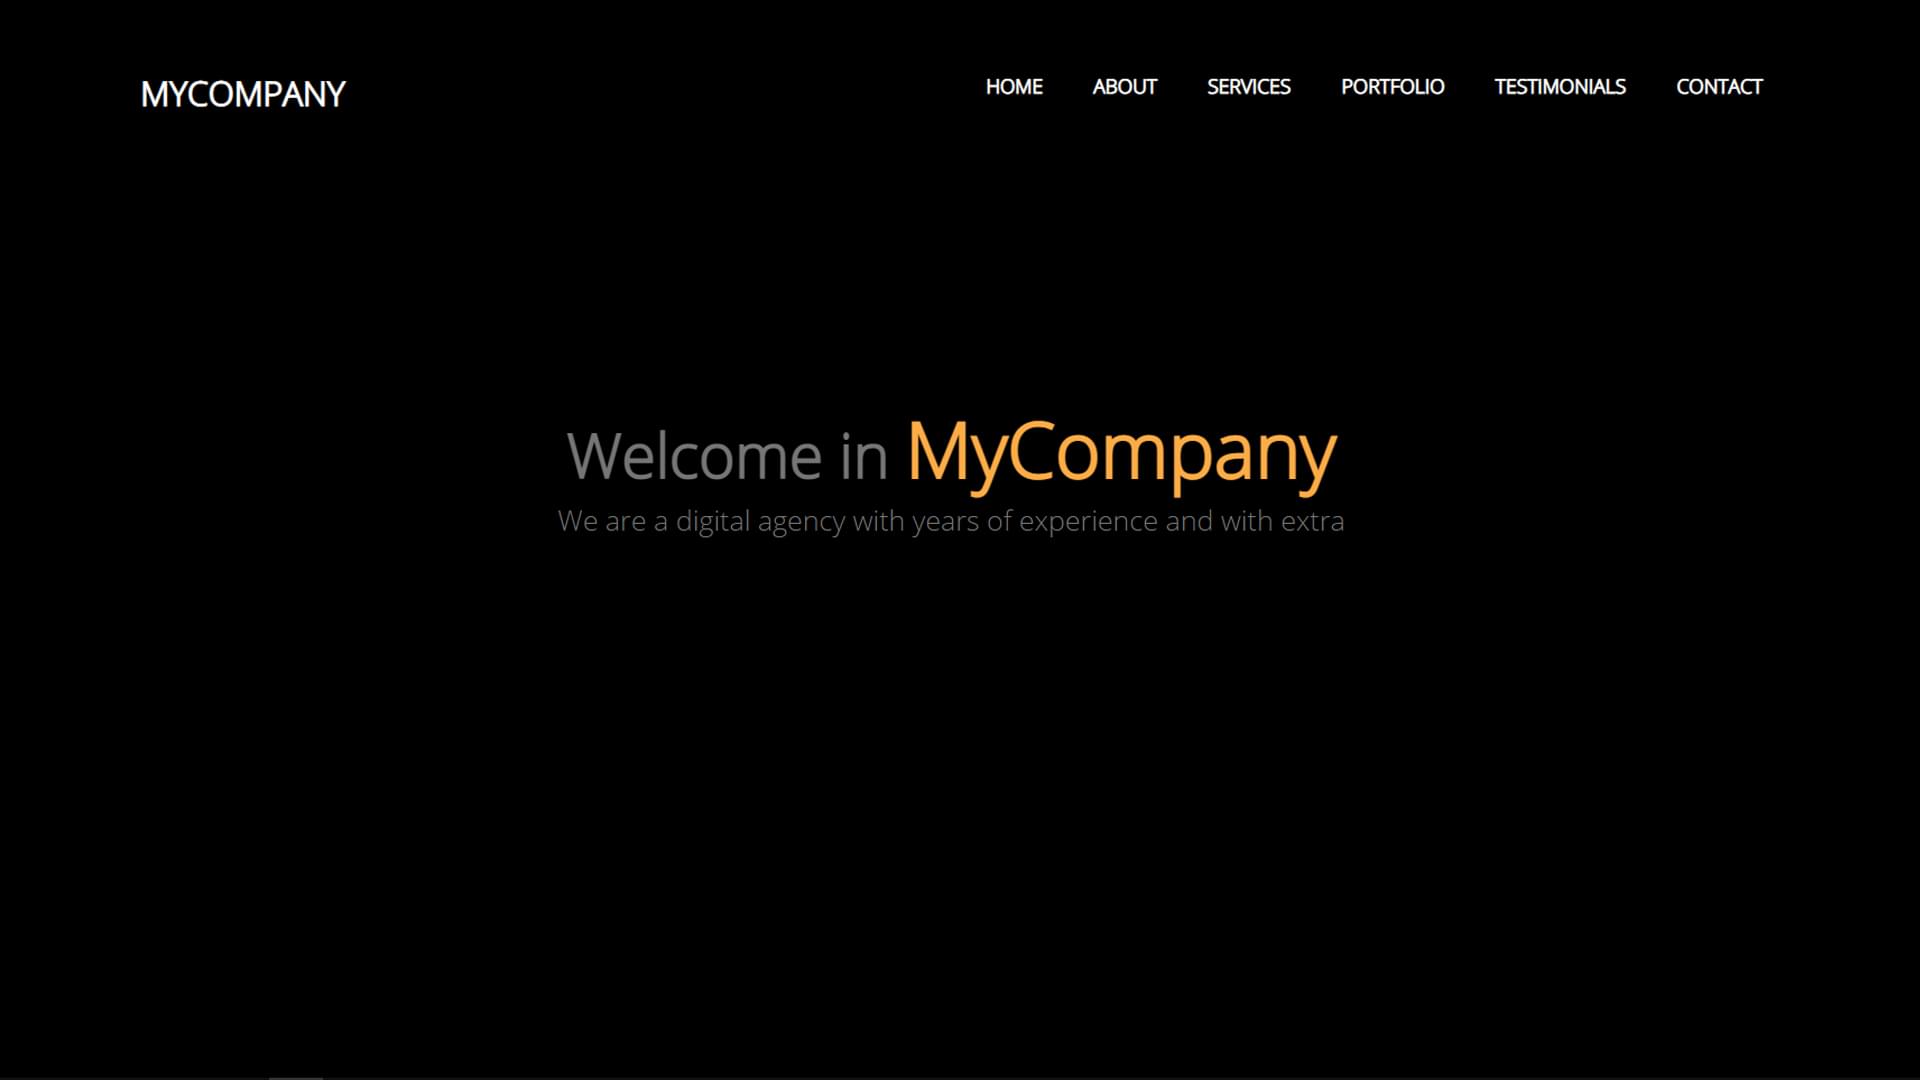 MYCOMPANY
HOME ABOUT SERVICES PORTFOLIO TESTIMONIALS CONTACT
Welcome in MyCompany
We are a digital agency with years of experience and with extra